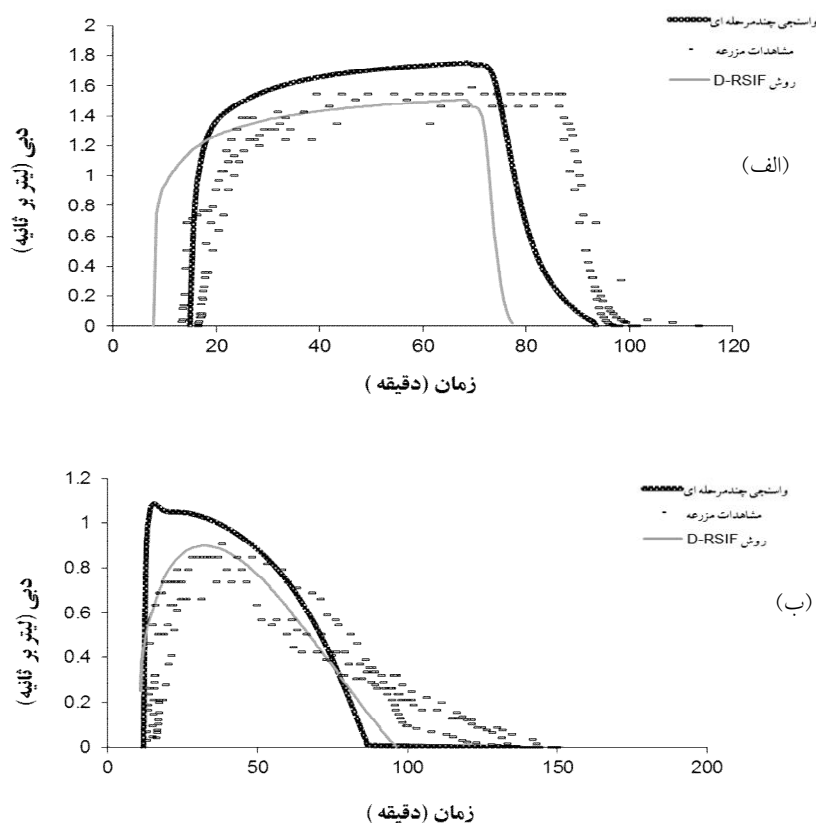 2
1.8
1.6
1.4
1.2
1
0.8
0.6
0.4
0.2
0
0 20 40 60 80 100 120
دبی (لیتر بر ثانیه)
زمان (دقیقه )
واسنجی چندمرحله ای
مشاهدات مزرعه
روش D-RSIF
(الف)
1.2
1
0.8
0.6
0.4
0.2
0
0 50 100 150 200
دبی (لیتر بر ثانیه)
زمان (دقیقه )
واسنجی چندمرحله ای
مشاهدات مزرعه
روش D-RSIF
(ب)